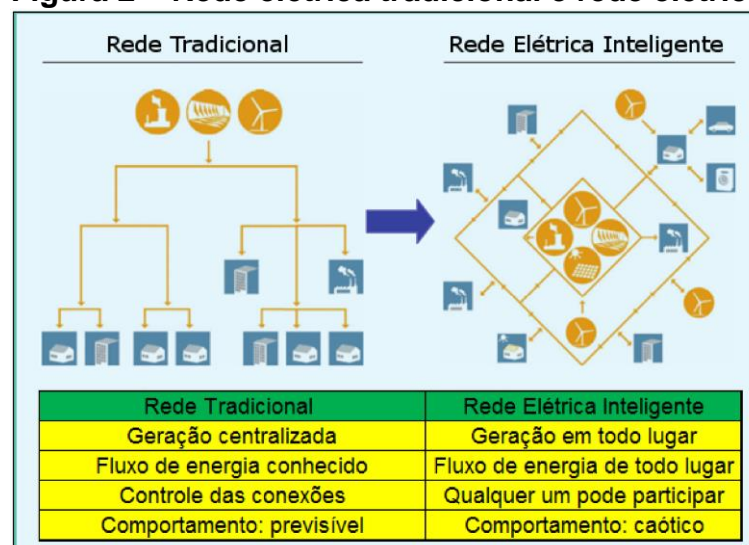 Rede Tradicional
Rede Elétrica Inteligente
Rede Tradicional Rede Elétrica Inteligente
Geração centralizada Geração em todo lugar
Fluxo de energia conhecido Fluxo de energia de todo lugar
Controle das conexões Qualquer um pode participar
Comportamento: previsível Comportamento: caótico